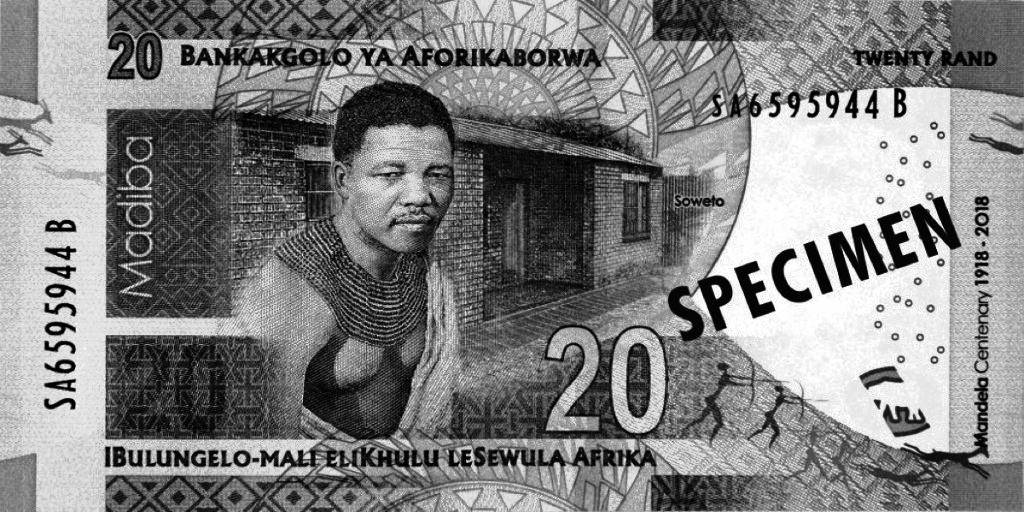 20 BANKAKGOLO YA AFORIKABORWA
TWENTY RAND
SA6595944 B
Madiba
Soweto
SA6595944 B
SPECIMEN
Mandela Centenary 1918 - 2018
20
IBULUNGELO-MALI ELIKHULU LESEWULA AFRIKA